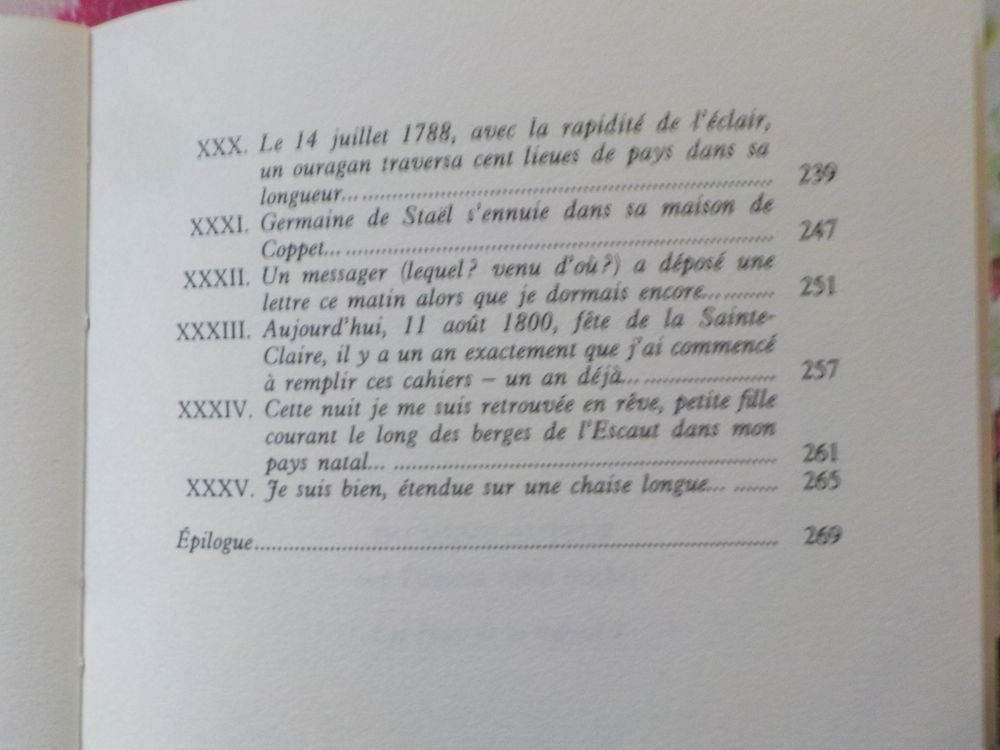 XXX. Le 14 juillet 1788, avec la rapidité de l'éclair,
un ouragan traversa cent lieues de pays dans sa
longueur... 239
XXXI. Germaine de Staël s'ennuie dans sa maison de
Coppet... 247
XXXII. Un messager (lequel ? venu d'où ?) a déposé une
lettre ce matin alors que je dormais encore... 251
XXXIII. Aujourd'hui, 11 août 1800, fête de la Sainte-
Claire, il y a un an exactement que j'ai commencé
à remplir ces cahiers – un an déjà... 257
XXXIV. Cette nuit je me suis retrouvée en rêve, petite fille
courant le long des berges de l'Escaut dans mon
pays natal... 261
XXXV. Je suis bien, étendue sur une chaise longue... 265
Épilogue 269